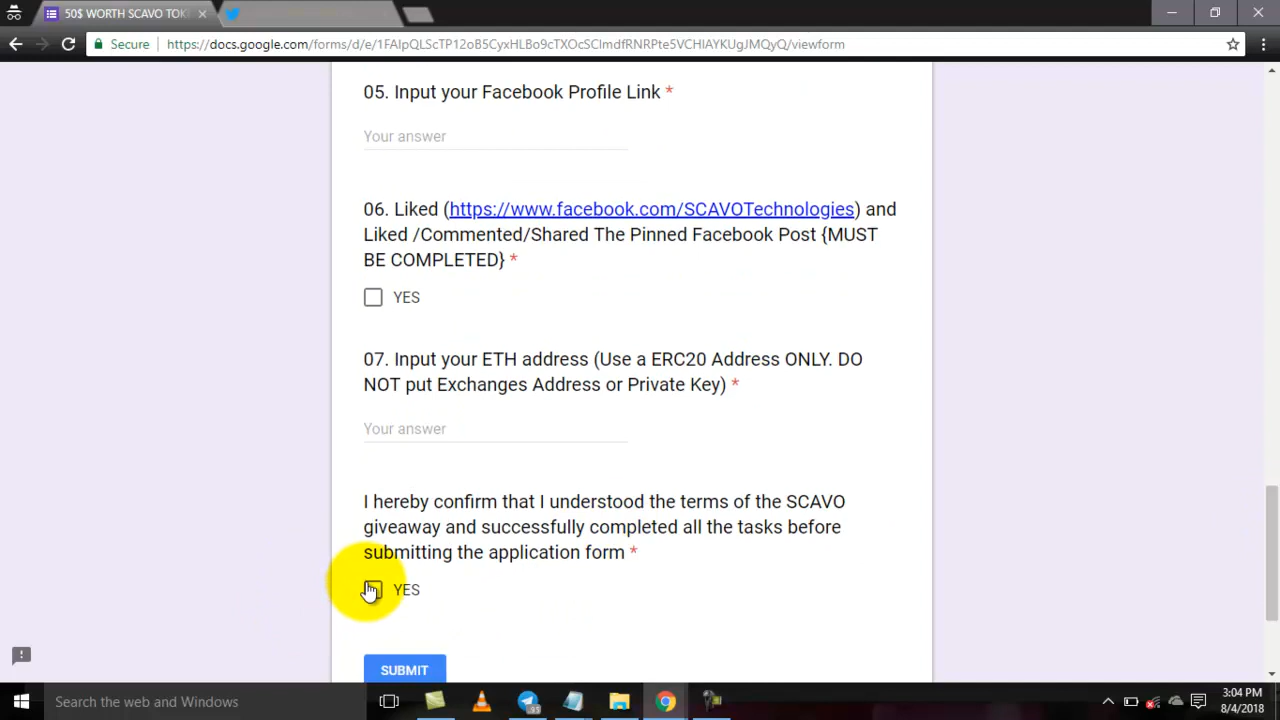 50$ WORTH SCAVO TOK
Secure
https://docs.google.com/forms/d/e/1FAIpQLScTP12oB5CyxHLBo9cTXOcSCImdfRNRPte5VCHIAYKUgJMQyQ/viewform
05. Input your Facebook Profile Link *
Your answer
06. Liked (https://www.facebook.com/SCAVOTechnologies) and
Liked /Commented/Shared The Pinned Facebook Post {MUST
BE COMPLETED} *
YES
07. Input your ETH address (Use a ERC20 Address ONLY. DO
NOT put Exchanges Address or Private Key) *
Your answer
I hereby confirm that I understood the terms of the SCAVO
giveaway and successfully completed all the tasks before
submitting the application form *
YES
SUBMIT
Search the web and Windows
3:04 PM
8/4/2018